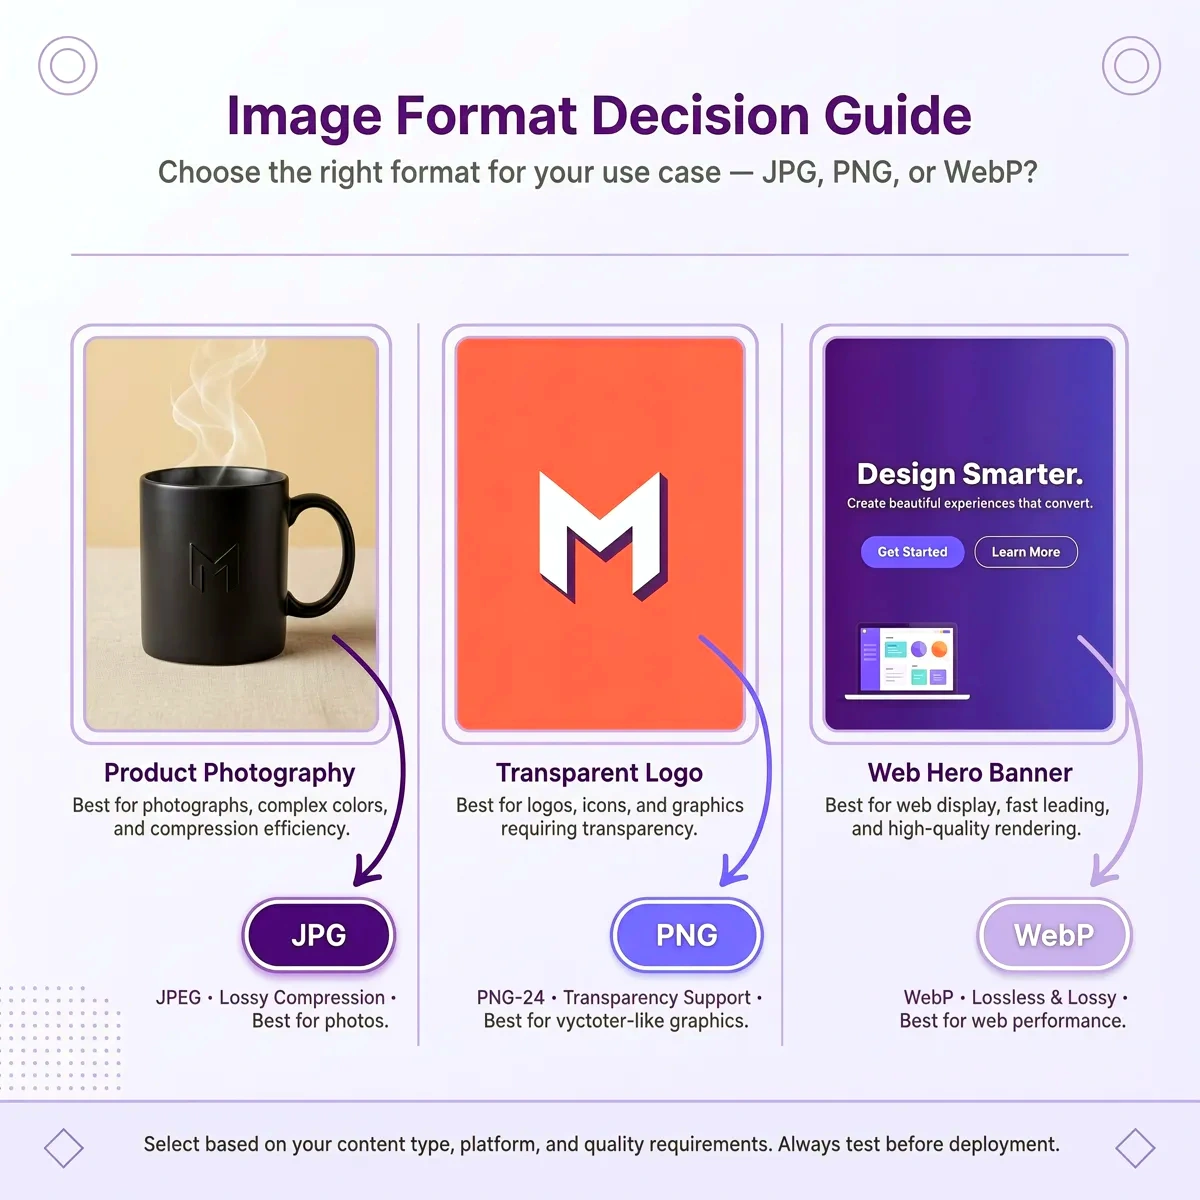 Image Format Decision Guide
Choose the right format for your use case — JPG, PNG, or WebP?
M
M
Design Smarter.
Create beautiful experiences that convert.
Get Started
Learn More
Product Photography
Best for photographs, complex colors,
and compression efficiency.
Transparent Logo
Best for logos, icons, and graphics
requiring transparency.
Web Hero Banner
Best for web display, fast leading,
and high-quality rendering.
JPG
PNG
WebP
JPEG • Lossy Compression •
Best for photos.
PNG-24 • Transparency Support •
Best for vyctoter-like graphics.
WebP • Lossless & Lossy •
Best for web performance.
Select based on your content type, platform, and quality requirements. Always test before deployment.